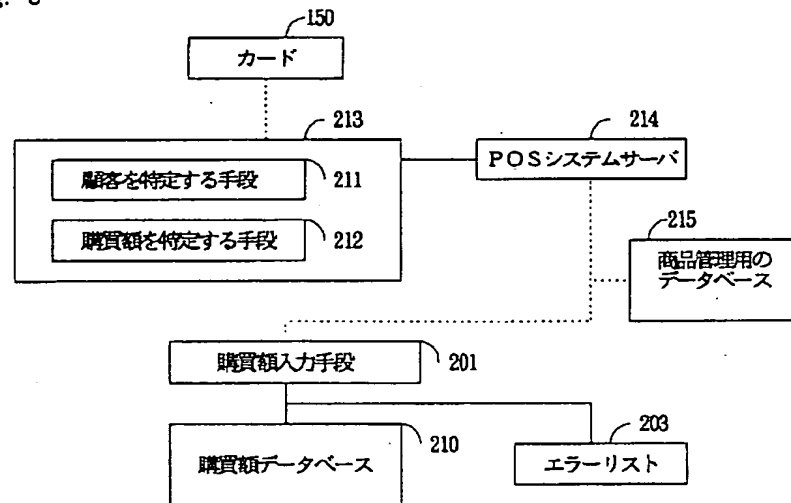 150
カード
213
214
顧客を特定する手段
211
POSシステムサーバ
購買額を特定する手段
212
215
商品管理用の
データベース
購買額入力手段
201
購買額データベース
210
203
エラーリスト